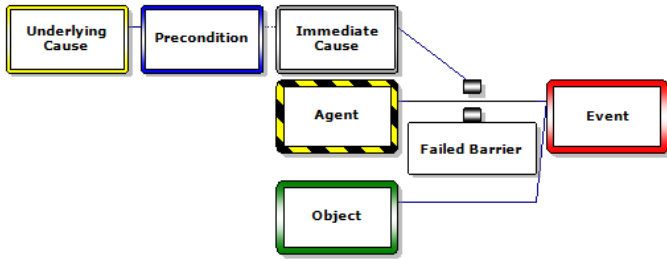 Underlying
Cause
Precondition
Immediate
Cause
Agent
Failed Barrier
Event
Object